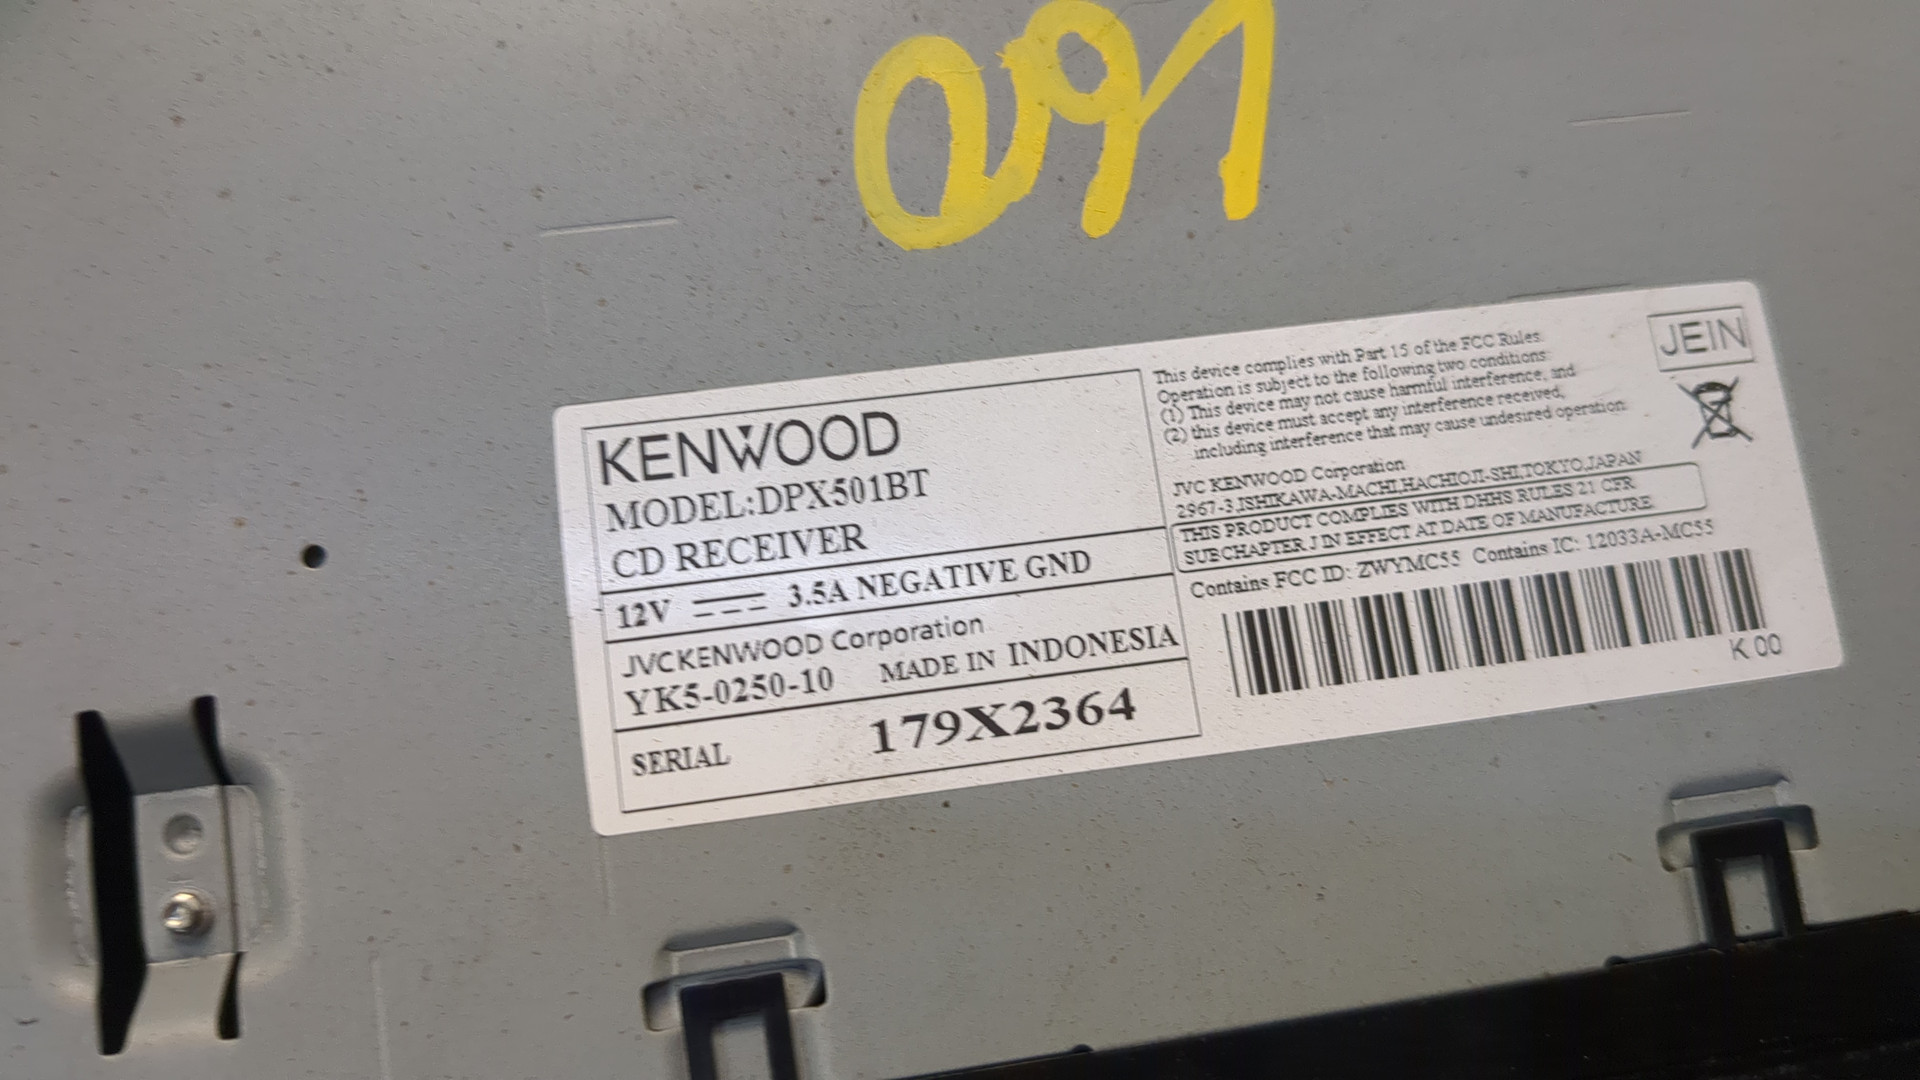 091
KENWOOD
MODEL:DPX501BT
CD RECEIVER
12V 3.5A NEGATIVE GND
JVCKENWOOD Corporation
YK5-0250-10 MADE IN INDONESIA
SERIAL 179X2364
This device complies with Part 15 of the FCC Rules.
Operation is subject to the following two conditions:
(1) This device may not cause harmful interference, and
(2) this device must accept any interference received,
including interference that may cause undesired operation.
JVC KENWOOD Corporation
2967-3,ISHIKAWA-MACHI,HACHIOJI-SHI,TOKYO,JAPAN
THIS PRODUCT COMPLIES WITH DHHS RULES 21 CFR
SUBCHAPTER J IN EFFECT AT DATE OF MANUFACTURE.
Contains FCC ID: ZWYMC55 Contains IC: 12033A-MC55
K 00
JEIN